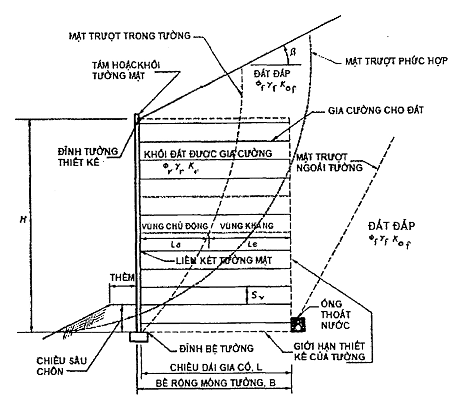 MẶT TRƯỢT TRONG TƯỜNG
TẤM HOẶC KHỐI
TƯỜNG MẶT
β
ĐẤT ĐẮP
Φf γf Kof
MẶT TRƯỢT PHỨC HỢP
GIA CƯỜNG CHO ĐẤT
ĐỈNH TƯỜNG
THIẾT KẾ
KHỐI ĐẤT ĐƯỢC GIA CƯỜNG
Φr γr Kr
MẶT TRƯỢT
NGOÀI TƯỜNG
H
ĐẤT ĐẮP
Φf γf Kof
VÙNG CHỦ ĐỘNG
VÙNG KHÁNG
La
Le
LIÊN KẾT TƯỜNG MẶT
THỀM
Sv
ỐNG
THOÁT
NƯỚC
CHIỀU SÂU
CHÔN
ĐỈNH BỆ TƯỜNG
GIỚI HẠN THIẾT
KẾ CỦA TƯỜNG
CHIỀU DÀI GIA CỐ, L
BỀ RỘNG MÓNG TƯỜNG, B